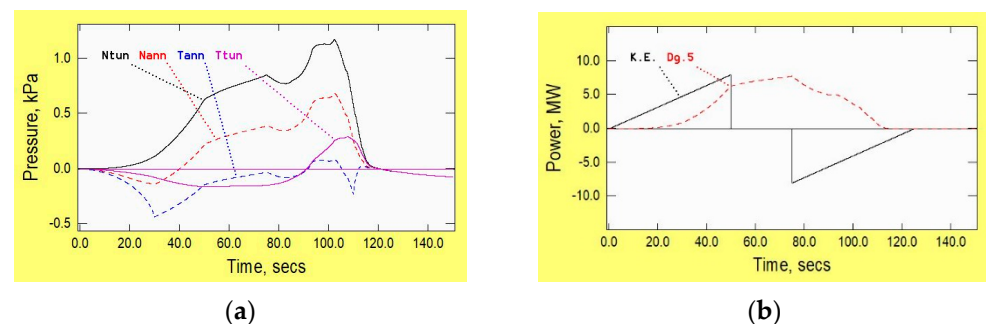 Ntun Nann Tann Ttun
1.0
0.5
0.0
-0.5
Pressure, kPa
0.0 20.0 40.0 60.0 80.0 100.0 120.0 140.0
Time, secs
(a)
K.E. Dg.5
10.0
5.0
0.0
-5.0
-10.0
Power, MW
0.0 20.0 40.0 60.0 80.0 100.0 120.0 140.0
Time, secs
(b)